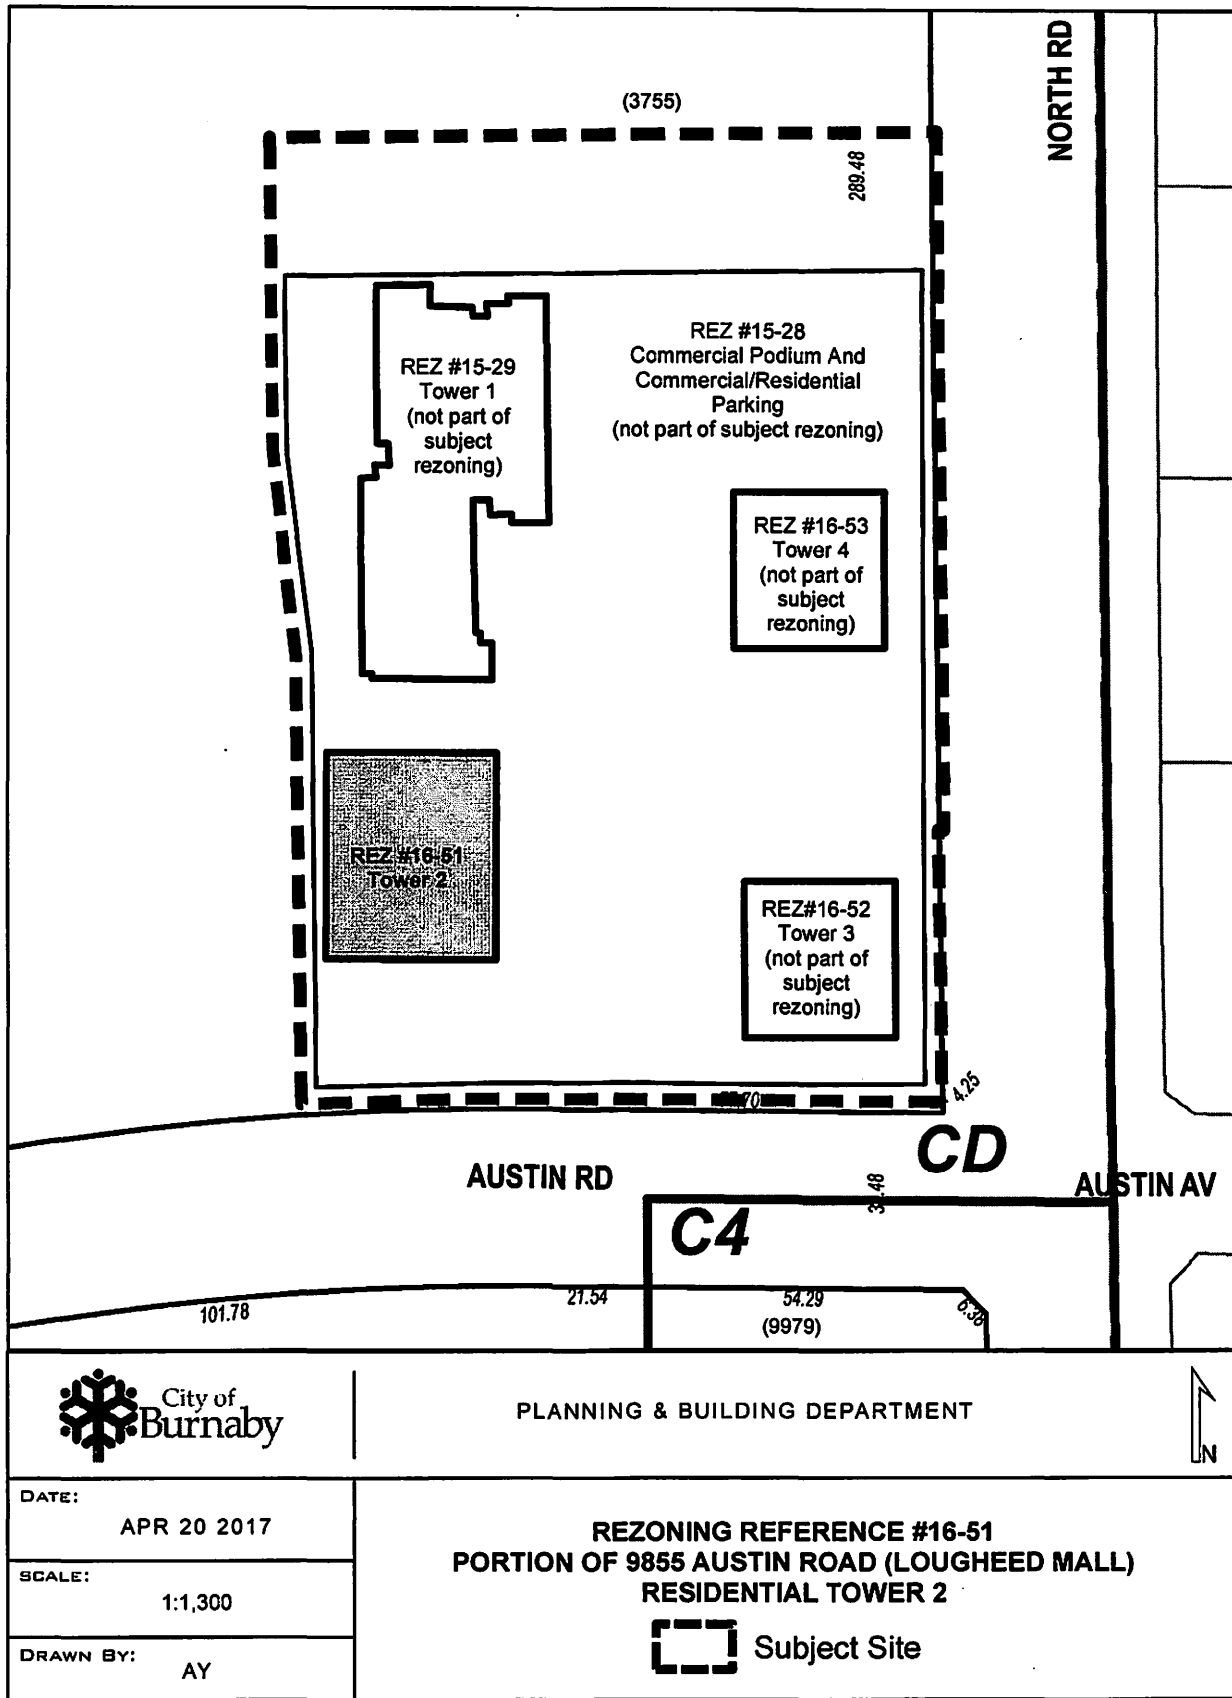 (3755)
NORTH RD
289.48
REZ #15-29
Tower 1
(not part of
subject
rezoning)
REZ #15-28
Commercial Podium And
Commercial/Residential
Parking
(not part of subject rezoning)
REZ #16-53
Tower 4
(not part of
subject
rezoning)
REZ #16-51
Tower 2
REZ#16-52
Tower 3
(not part of
subject
rezoning)
4.25
CD
AUSTIN RD
AUSTIN AV
C4
101.78
21.54
54.29
(9979)
6.38
City of
Burnaby
PLANNING & BUILDING DEPARTMENT
N
DATE:
APR 20 2017
SCALE:
1:1,300
DRAWN BY:
AY
REZONING REFERENCE #16-51
PORTION OF 9855 AUSTIN ROAD (LOUGHEED MALL)
RESIDENTIAL TOWER 2
Subject Site